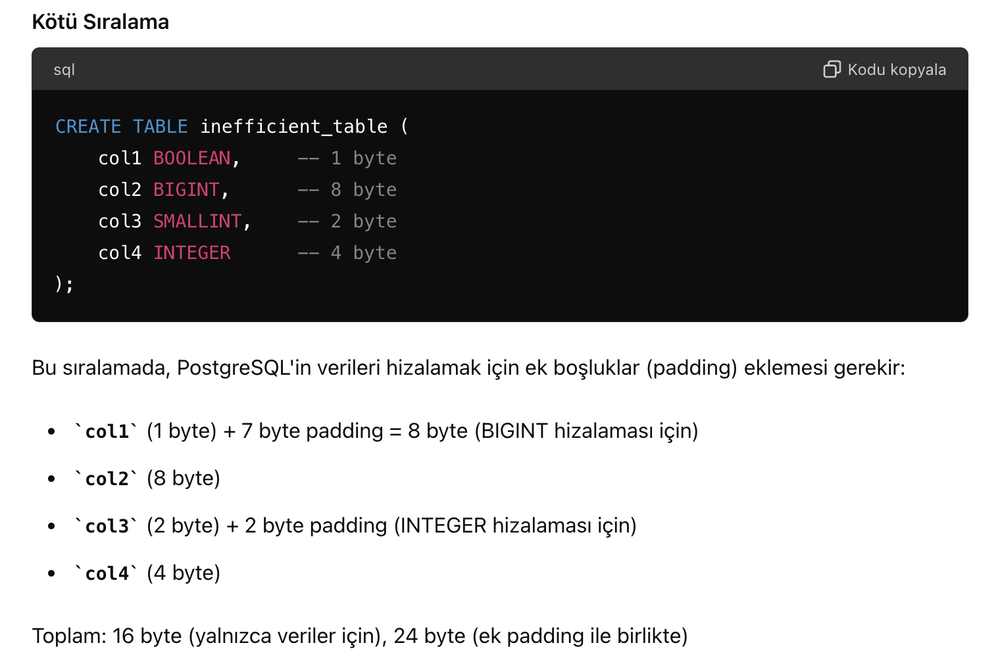 Kötü Sıralama
sql
Kodu kopyala
CREATE TABLE inefficient_table (
    col1 BOOLEAN,     -- 1 byte
    col2 BIGINT,      -- 8 byte
    col3 SMALLINT,    -- 2 byte
    col4 INTEGER      -- 4 byte
);
Bu sıralamada, PostgreSQL'in verileri hizalamak için ek boşluklar (padding) eklemesi gerekir:
• `col1` (1 byte) + 7 byte padding = 8 byte (BIGINT hizalaması için)
• `col2` (8 byte)
• `col3` (2 byte) + 2 byte padding (INTEGER hizalaması için)
• `col4` (4 byte)
Toplam: 16 byte (yalnızca veriler için), 24 byte (ek padding ile birlikte)